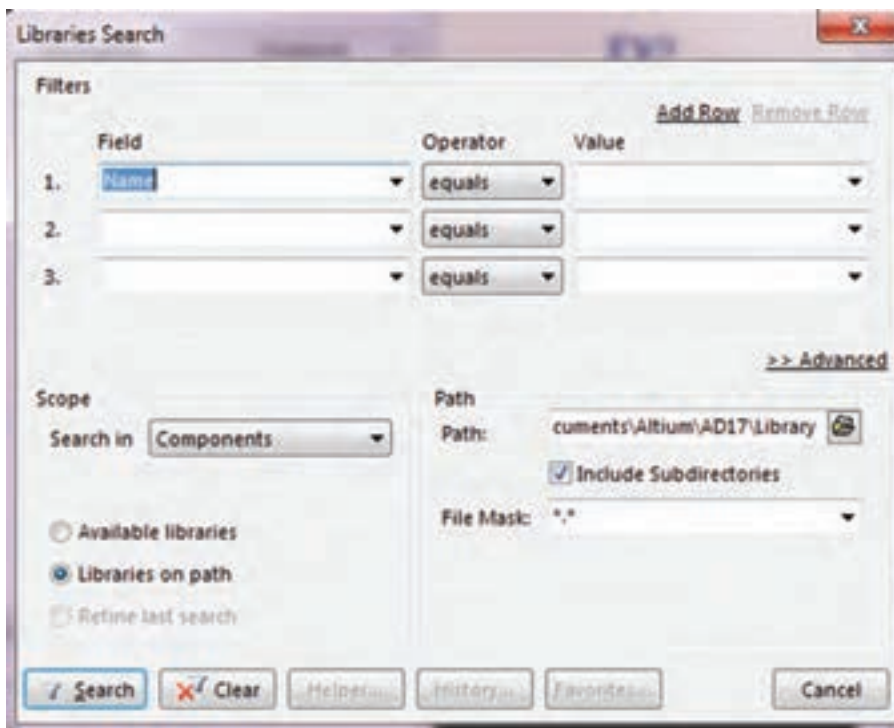 Libraries Search
Filters
Add Row Remove Row
Field Operator Value
1. Name equals
2. equals
3. equals
>> Advanced
Scope
Search in Components
Available libraries
Libraries on path
Refine last search
Path
Path: cuments\Altium\AD17\Library
Include Subdirectories
File Mask: *.*
Search Clear Helper... History... Favorites... Cancel